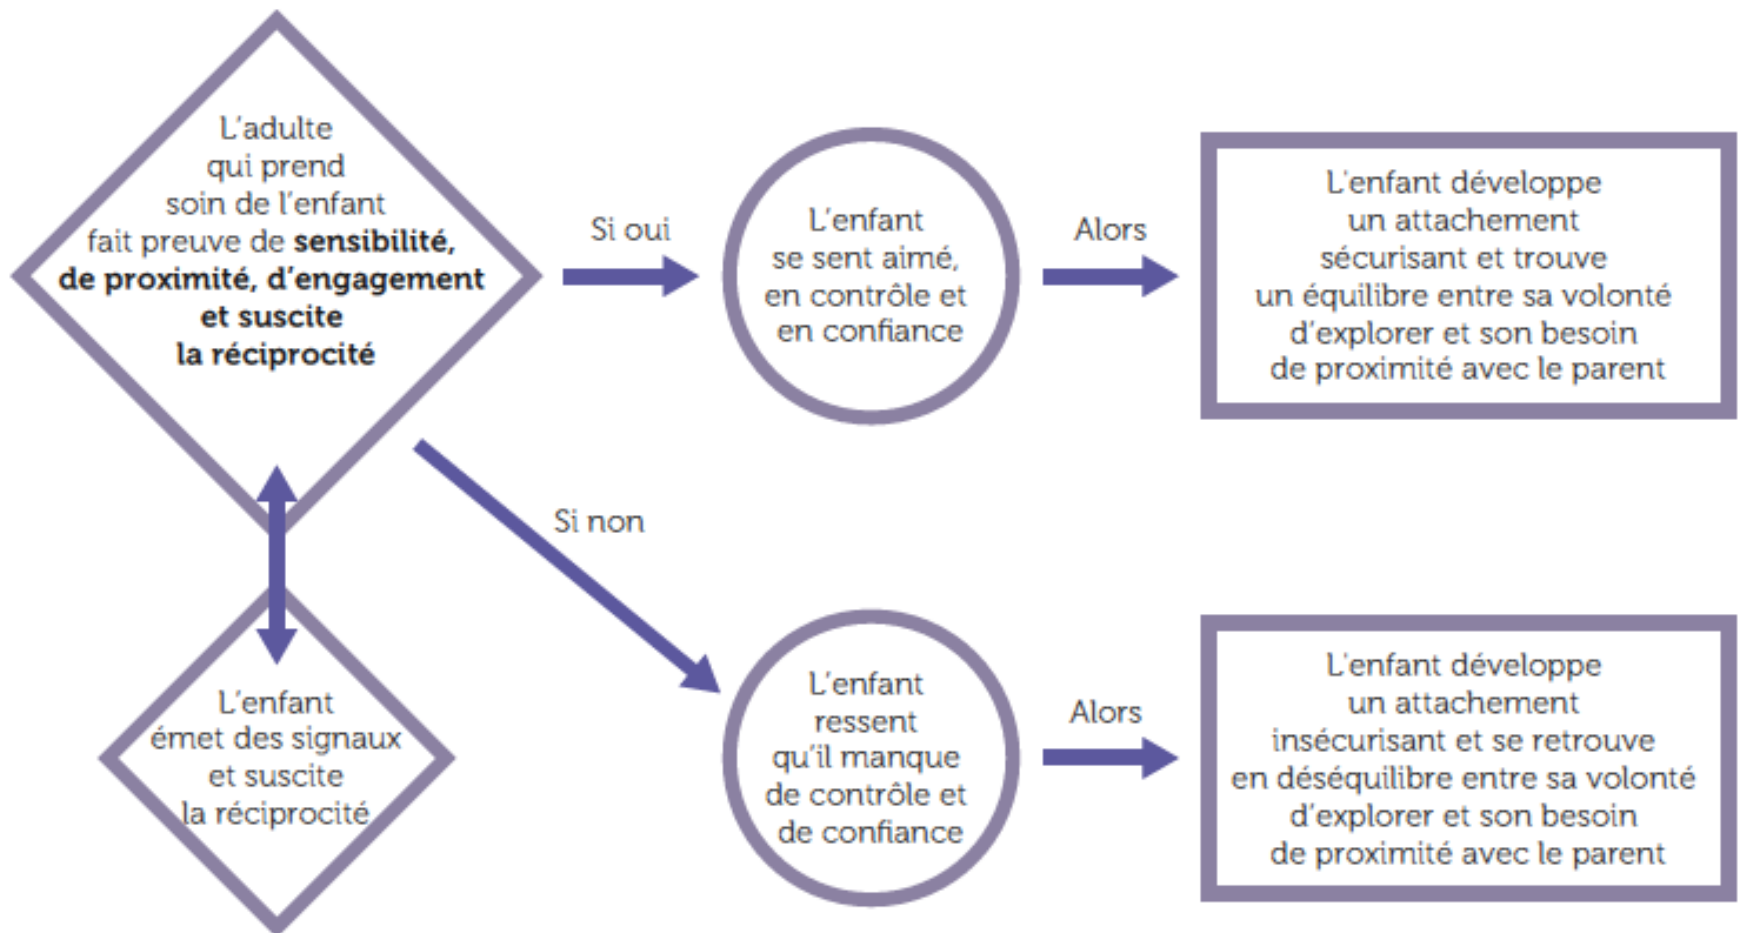 L'adulte
qui prend
soin de l'enfant
fait preuve de sensibilité,
de proximité, d'engagement
et suscite
la réciprocité
Si oui
L'enfant
se sent aimé,
en contrôle et
en confiance
Alors
L'enfant développe
un attachement
sécurisant et trouve
un équilibre entre sa volonté
d'explorer et son besoin
de proximité avec le parent
Si non
L'enfant
émet des signaux
et suscite
la réciprocité
L'enfant
ressent
qu'il manque
de contrôle et
de confiance
Alors
L'enfant développe
un attachement
insécurisant et se retrouve
en déséquilibre entre sa volonté
d'explorer et son besoin
de proximité avec le parent